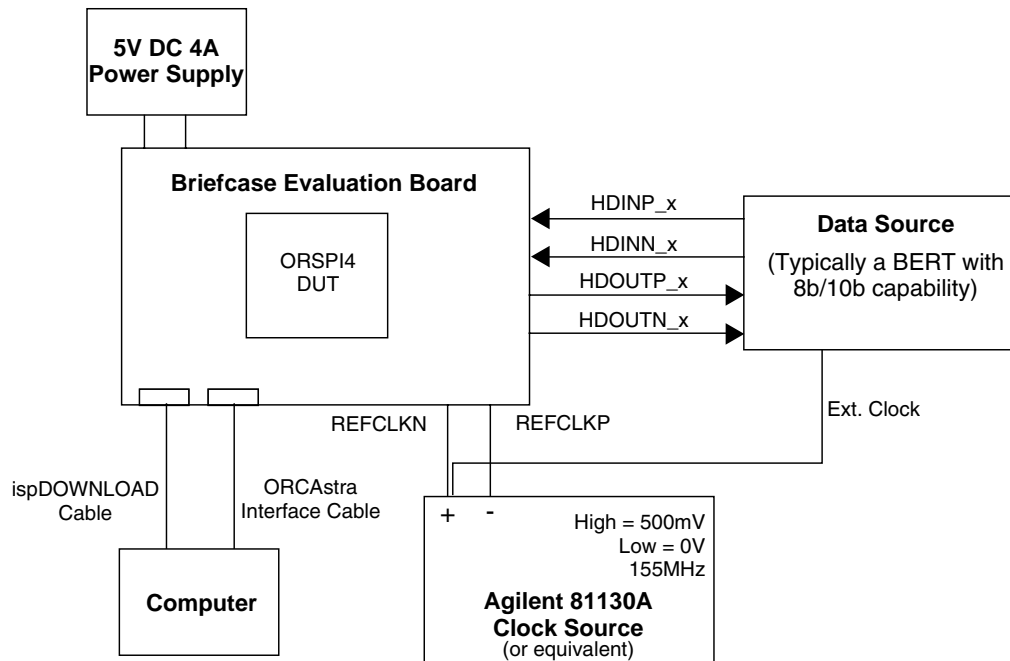 5V DC 4A
Power Supply
Briefcase Evaluation Board
ORSPI4
DUT
HDINP_x
HDINN_x
HDOUTP_x
HDOUTN_x
Data Source
(Typically a BERT with
8b/10b capability)
REFCLKN
REFCLKP
Ext. Clock
ispDOWNLOAD
Cable
ORCAstra
Interface Cable
+ -
High = 500mV
Low = 0V
155MHz
Agilent 81130A
Clock Source
(or equivalent)
Computer